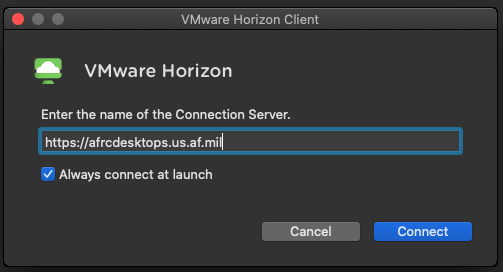 VMware Horizon Client
VMware Horizon
Enter the name of the Connection Server.
https://afrcdesktops.us.af.mil
Always connect at launch
Cancel Connect